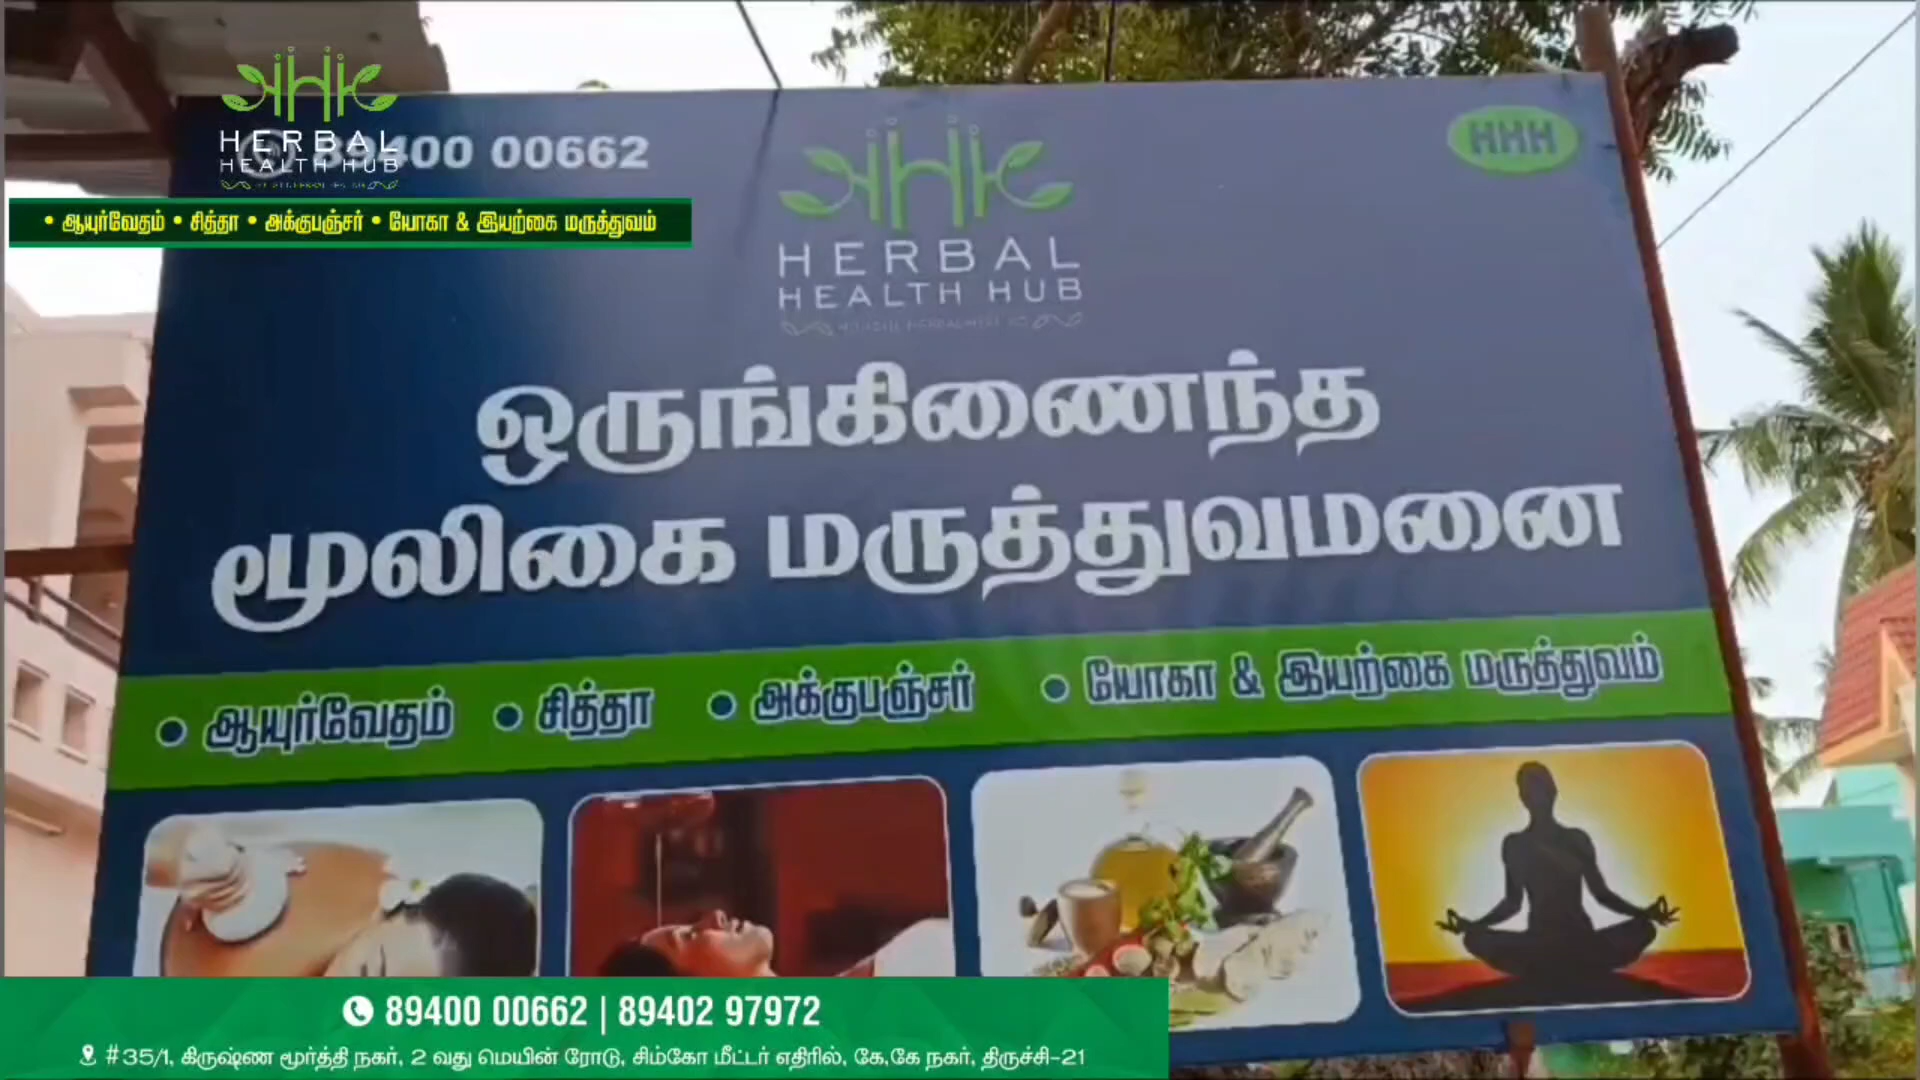 HERBAL
HEALTH HUB
• ஆயுர்வேதம் • சித்தா • அக்குபஞ்சர் • யோகா & இயற்கை மருத்துவம்
00662
HHH
HERBAL
HEALTH HUB
ஒருங்கிணைந்த
மூலிகை மருத்துவமனை
• ஆயுர்வேதம் • சித்தா • அக்குபஞ்சர் • யோகா & இயற்கை மருத்துவம்
89400 00662 | 89402 97972
#35/1, கிருஷ்ண மூர்த்தி நகர், 2 வது மெயின் ரோடு, சிம்கோ மீட்டர் எதிரில், கே,கே நகர், திருச்சி-21